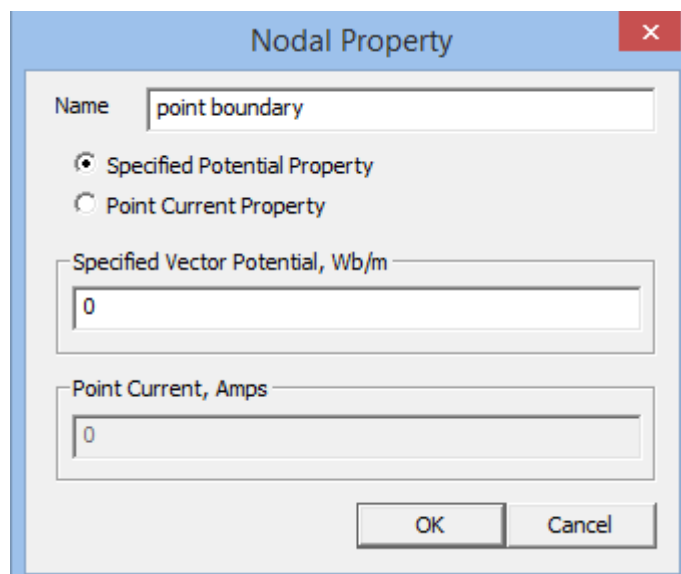 Nodal Property
Name point boundary
Specified Potential Property
Point Current Property
Specified Vector Potential, Wb/m
0
Point Current, Amps
0
OK Cancel